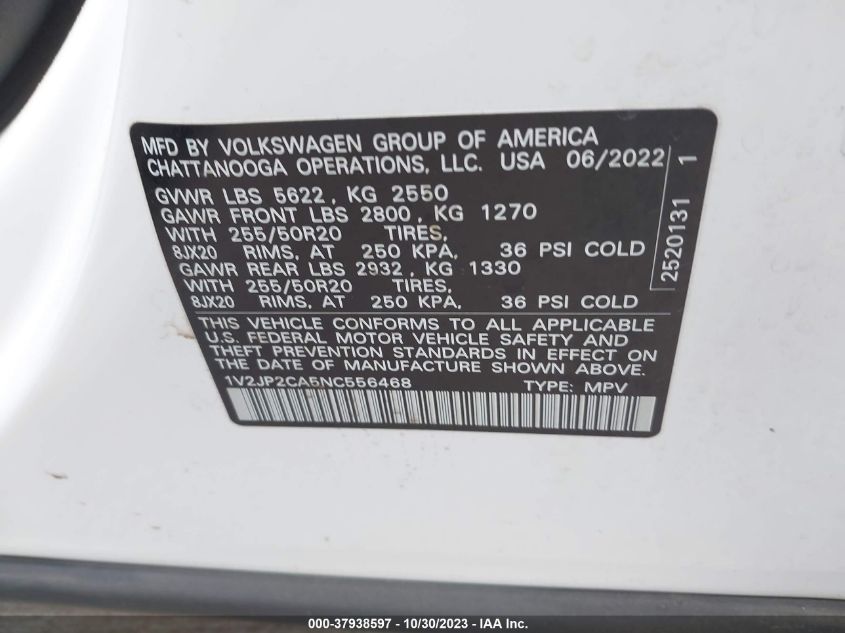 MFD BY VOLKSWAGEN GROUP OF AMERICA
CHATTANOOGA OPERATIONS, LLC. USA 06/2022
GVWR LBS 5622, KG 2550
GAWR FRONT LBS 2800, KG 1270
WITH 255/50R20 TIRES,
8JX20 RIMS, AT 250 KPA, 36 PSI COLD
GAWR REAR LBS 2932, KG 1330
WITH 255/50R20 TIRES,
8JX20 RIMS, AT 250 KPA. 36 PSI COLD
THIS VEHICLE CONFORMS TO ALL APPLICABLE
U.S. FEDERAL MOTOR VEHICLE SAFETY AND
THEFT PREVENTION STANDARDS IN EFFECT ON
THE DATE OF MANUFACTURE SHOWN ABOVE.
1V2JP2CA5NC556468 TYPE: MPV
2520131 1
000-37938597 - 10/30/2023 - IAA Inc.